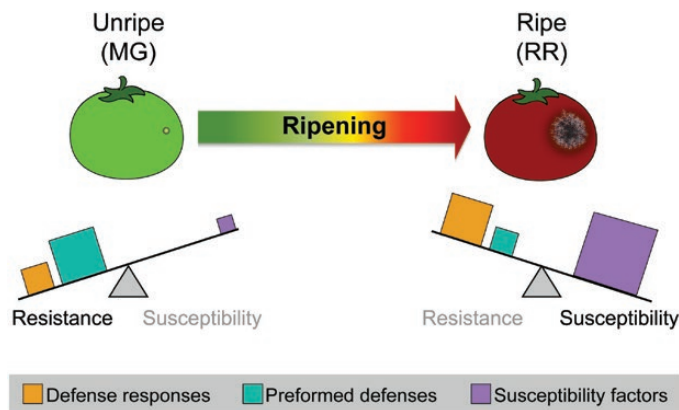 Unripe
(MG)
Ripe
(RR)
Ripening
Resistance Susceptibility
Resistance Susceptibility
Defense responses Preformed defenses Susceptibility factors